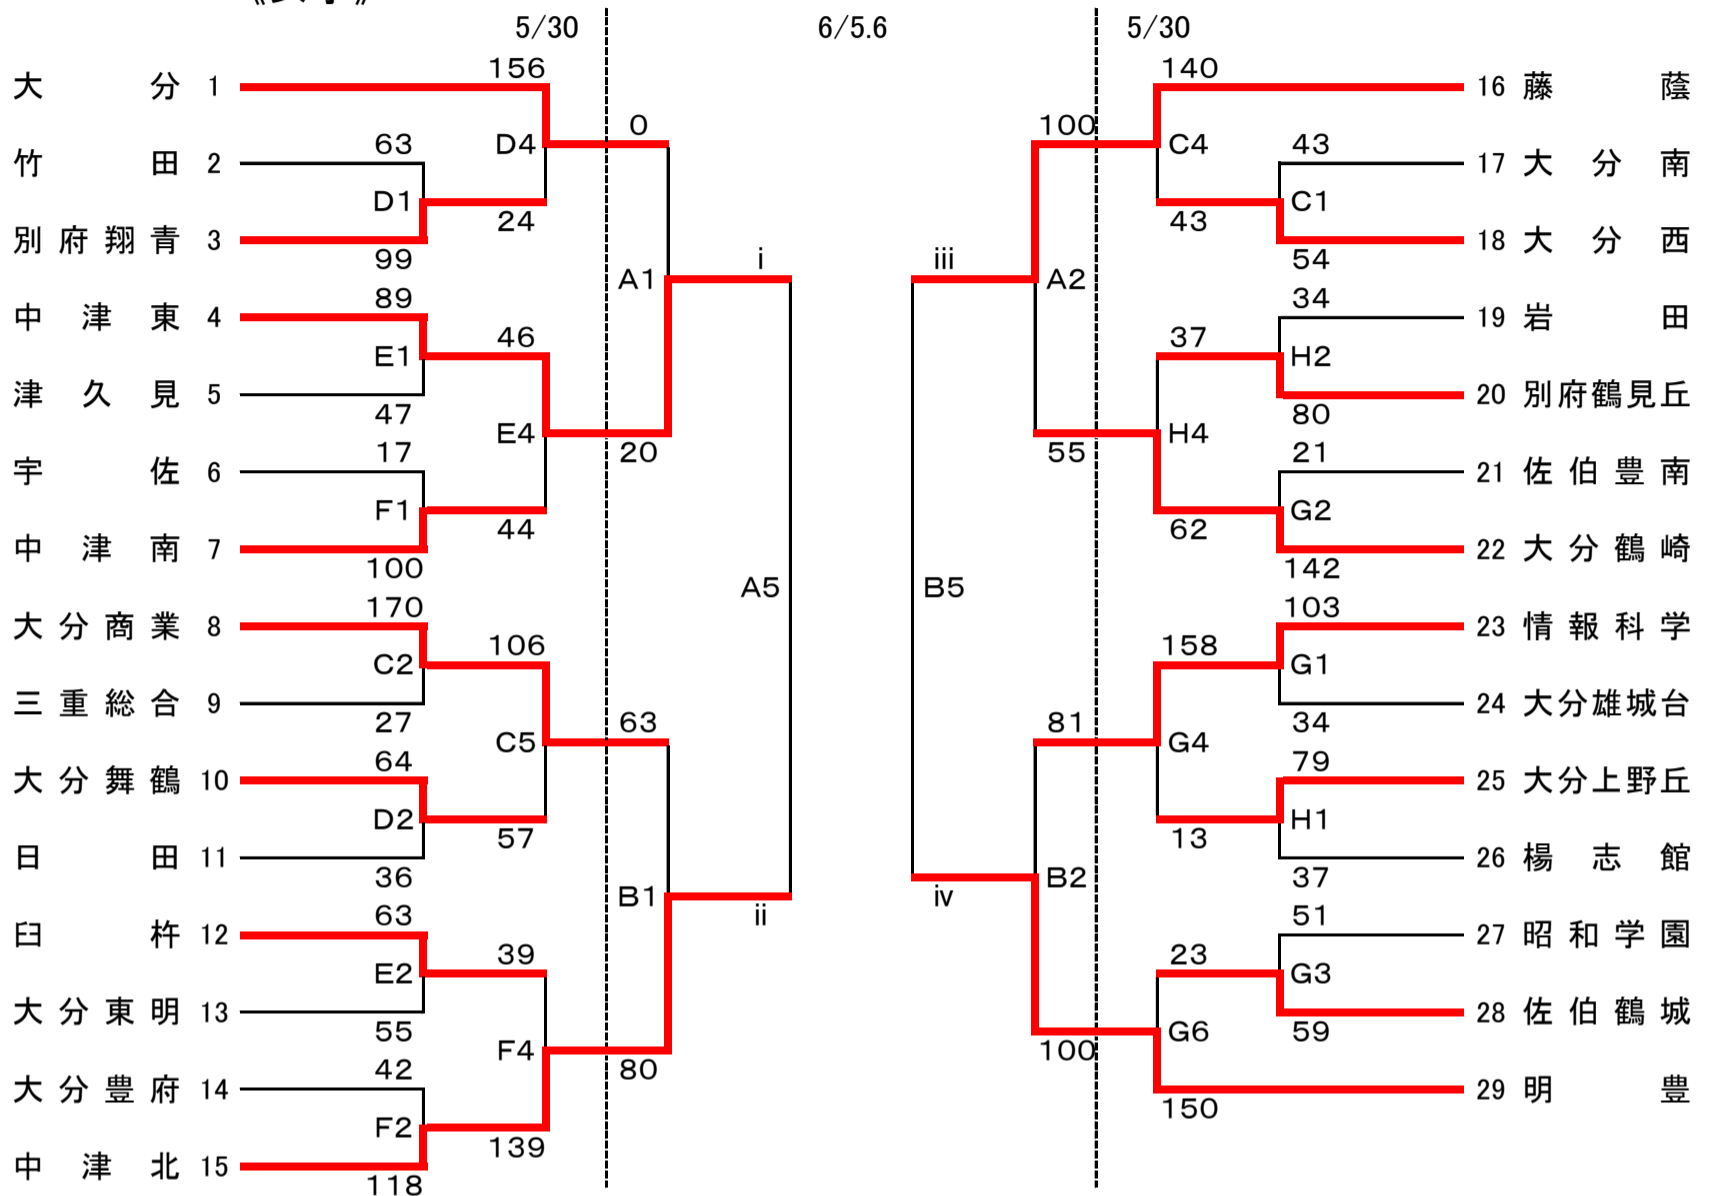 5/30 6/5.6 5/30
156 140
大分 1 16 藤蔭
0 100
63 D4 C4 43
竹田 2 17 大分南
D1 C1
24 43
別府翔青 3 18 大分西
99 54
i iii
89 A1 A2 34
中津東 4 19 岩田
46 37
E1 H2
津久見 5 20 別府鶴見丘
47 80
E4 H4
17 20 55 21
宇佐 6 21 佐伯豊南
F1 G2
44 62
中津南 7 22 大分鶴崎
100 142
A5 B5
170 103
大分商業 8 23 情報科学
106 158
C2 G1
三重総合 9 24 大分雄城台
27 63 81 34
C5 G4
64 79
大分舞鶴 10 25 大分上野丘
D2 H1
57 13
日田 11 26 楊志館
36 B2 37
B1 iv
63 ii 51
臼杵 12 27 昭和学園
39 23
E2 G3
大分東明 13 28 佐伯鶴城
55 G6 59
F4 100
42 80
大分豊府 14 29 明豊
150
F2
139
中津北 15
118